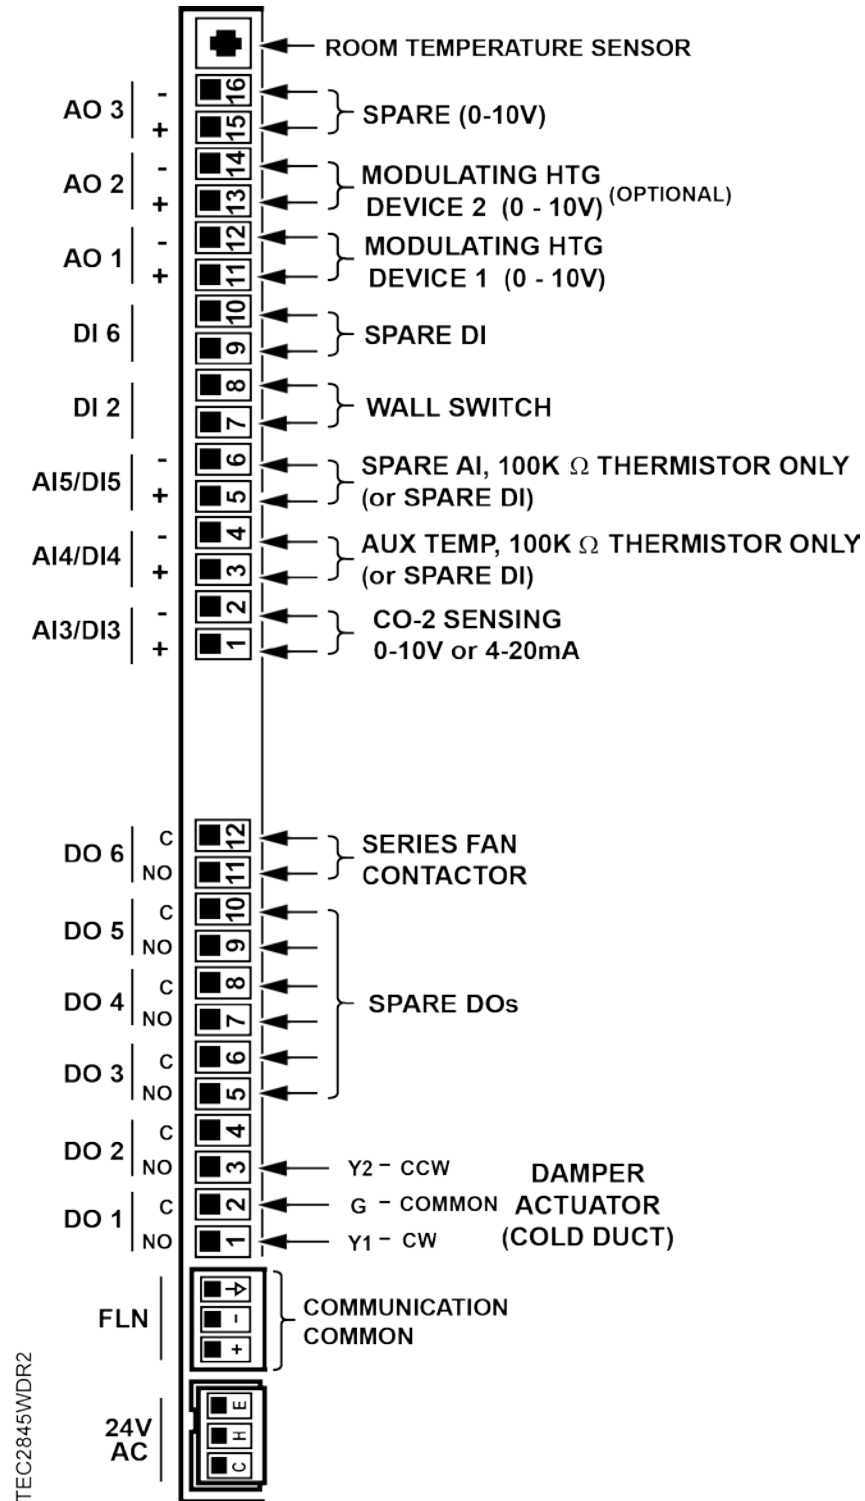 ROOM TEMPERATURE SENSOR
AO 3 - 16
+ 15
SPARE (0-10V)
AO 2 - 14
+ 13
MODULATING HTG
DEVICE 2 (0 - 10V) (OPTIONAL)
AO 1 - 12
+ 11
MODULATING HTG
DEVICE 1 (0 - 10V)
DI 6 10
9
SPARE DI
DI 2 8
7
WALL SWITCH
AI5/DI5 - 6
+ 5
SPARE AI, 100K Ω THERMISTOR ONLY
(or SPARE DI)
AI4/DI4 - 4
+ 3
AUX TEMP, 100K Ω THERMISTOR ONLY
(or SPARE DI)
AI3/DI3 - 2
+ 1
CO-2 SENSING
0-10V or 4-20mA
DO 6 C 12
NO 11
SERIES FAN
CONTACTOR
DO 5 C 10
NO 9
DO 4 C 8
NO 7
SPARE DOs
DO 3 C 6
NO 5
DO 2 C 4
NO 3 Y2 - CCW
DO 1 C 2 G - COMMON
NO 1 Y1 - CW
DAMPER
ACTUATOR
(COLD DUCT)
FLN
-
+
COMMUNICATION
COMMON
24V
AC
E
H
C
TEC2845WDR2